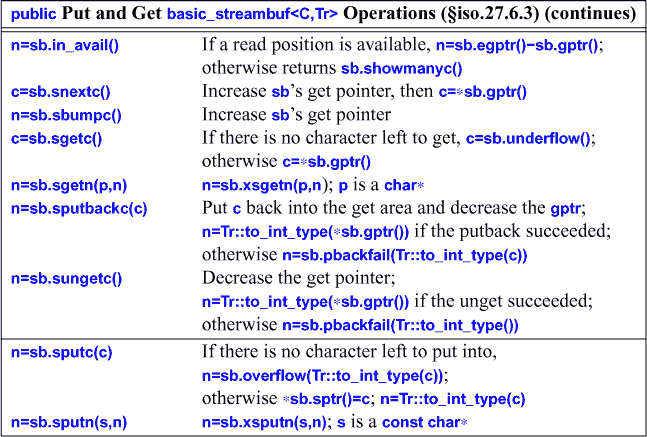 public Put and Get basic_streambuf<C,Tr> Operations (§iso.27.6.3) (continues)
n=sb.in_avail() If a read position is available, n=sb.egptr()−sb.gptr();
otherwise returns sb.showmanyc()
c=sb.snextc() Increase sb’s get pointer, then c=∗sb.gptr()
n=sb.sbumpc() Increase sb’s get pointer
c=sb.sgetc() If there is no character left to get, c=sb.underflow();
otherwise c=∗sb.gptr()
n=sb.sgetn(p,n) n=sb.xsgetn(p,n); p is a char∗
n=sb.sputbackc(c) Put c back into the get area and decrease the gptr;
n=Tr::to_int_type(∗sb.gptr()) if the putback succeeded;
otherwise n=sb.pbackfail(Tr::to_int_type(c))
n=sb.sungetc() Decrease the get pointer;
n=Tr::to_int_type(∗sb.gptr()) if the unget succeeded;
otherwise n=sb.pbackfail(Tr::to_int_type())
n=sb.sputc(c) If there is no character left to put into,
n=sb.overflow(Tr::to_int_type(c));
otherwise ∗sb.sptr()=c; n=Tr::to_int_type(c)
n=sb.sputn(s,n) n=sb.xsputn(s,n); s is a const char∗